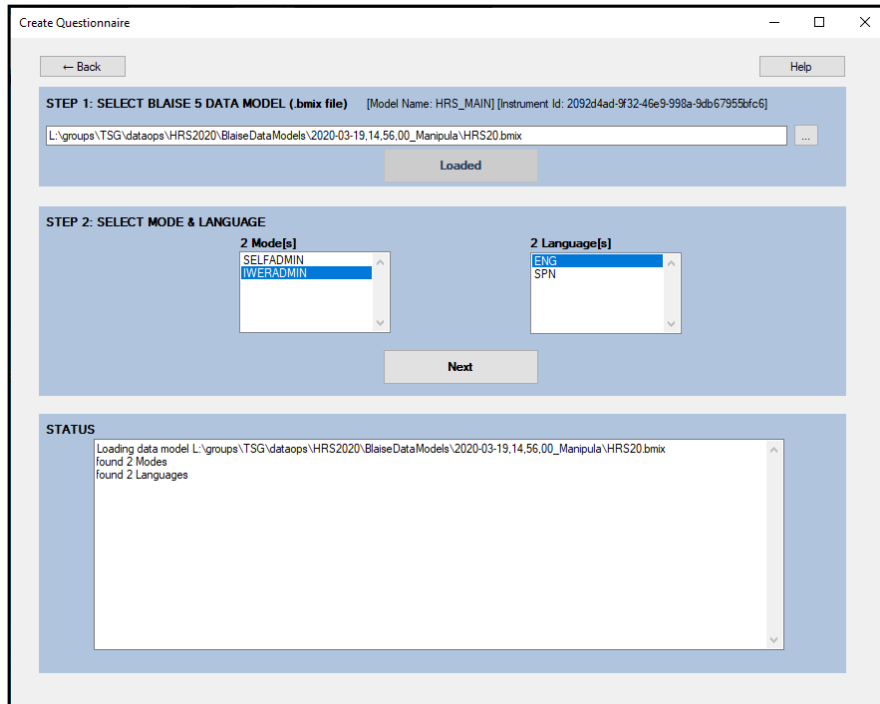 Create Questionnaire
← Back
Help
STEP 1: SELECT BLAISE 5 DATA MODEL (.bmix file) [Model Name: HRS_MAIN] [Instrument Id: 2092d4ad-9f32-46e9-998a-9db67955bfc6]
L:\groups\TSG\dataops\HRS2020\BlaiseDataModels\2020-03-19,14,56,00_Manipula\HRS20.bmix
...
Loaded
STEP 2: SELECT MODE & LANGUAGE
2 Mode[s]
SELFADMIN
IWERADMIN
2 Language[s]
ENG
SPN
Next
STATUS
Loading data model L:\groups\TSG\dataops\HRS2020\BlaiseDataModels\2020-03-19,14,56,00_Manipula\HRS20.bmix
found 2 Modes
found 2 Languages